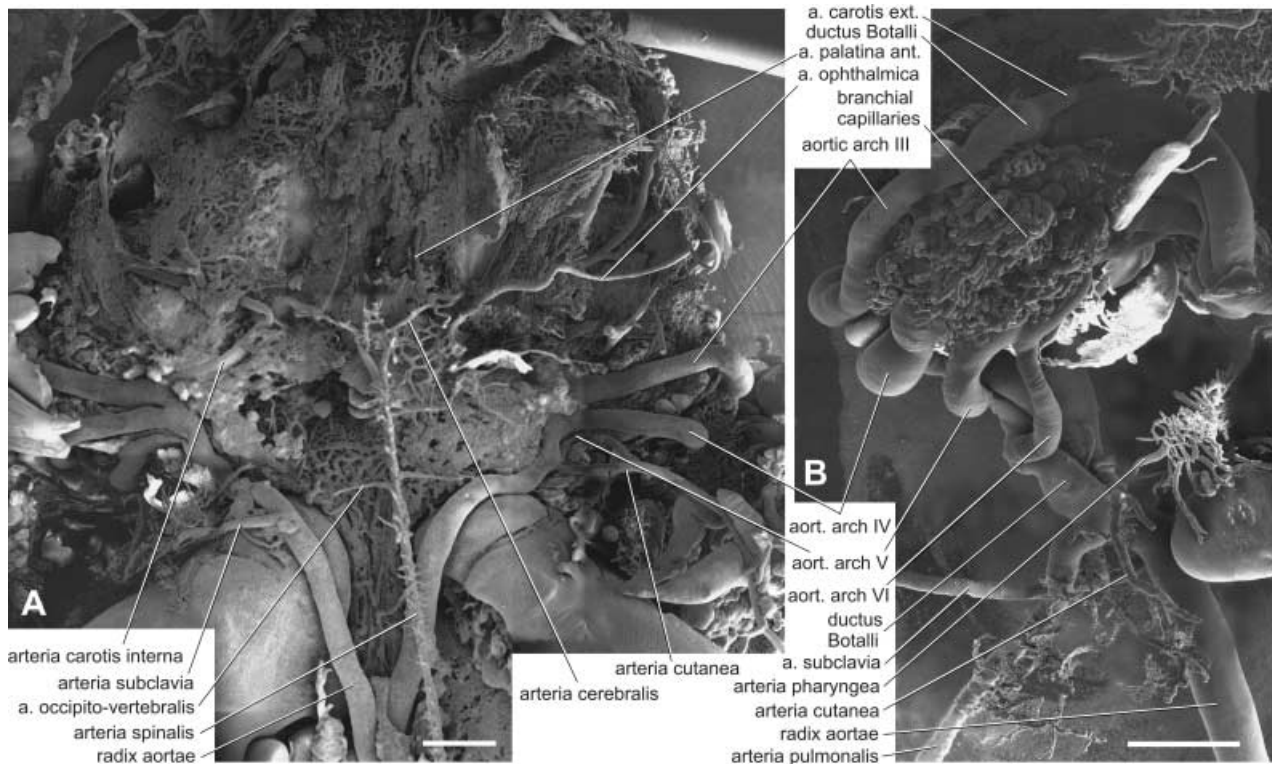 a. carotis ext.
ductus Botalli
a. palatina ant.
a. ophthalmica
branchial
capillaries
aortic arch III
A
B
arteria carotis interna
arteria subclavia
a. occipito-vertebralis
arteria spinalis
radix aortae
arteria cerebralis
arteria cutanea
aort. arch IV
aort. arch V
aort. arch VI
ductus
Botalli
a. subclavia
arteria pharyngea
arteria cutanea
radix aortae
arteria pulmonalis